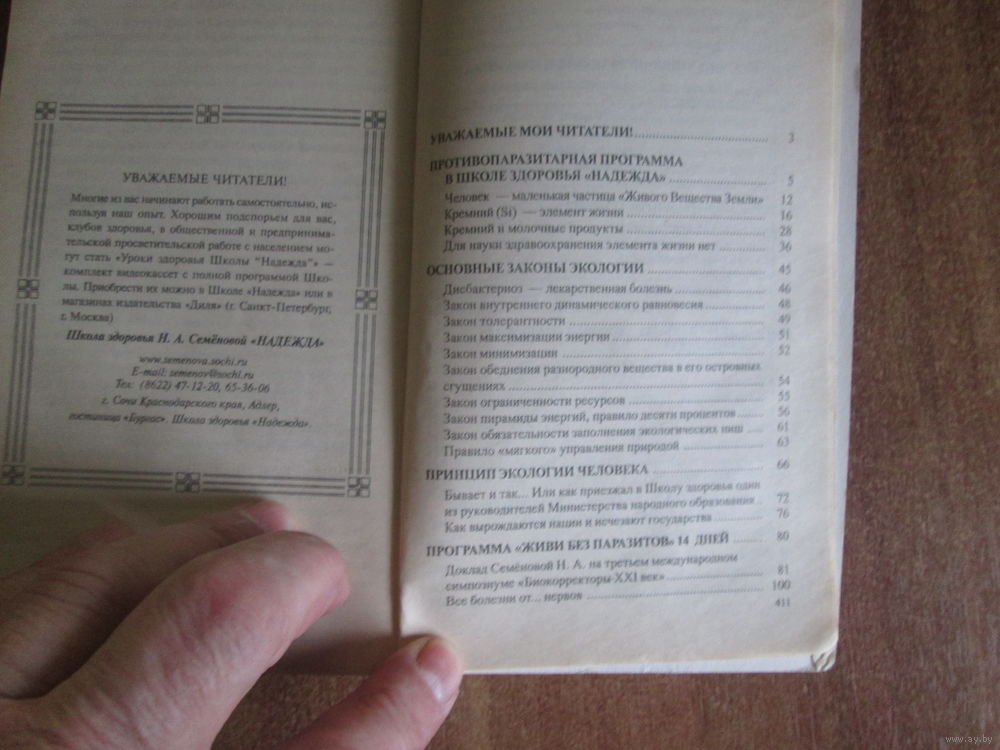 УВАЖАЕМЫЕ ЧИТАТЕЛИ!
Многие из вас начинают работать самостоятельно, ис-
пользуя наш опыт. Хорошим подспорьем для вас,
клубов здоровья, в общественной и предпринима-
тельской просветительской работе с населением мо-
гут стать «Уроки здоровья Школы "Надежда"» —
комплект видеокассет с полной программой Шко-
лы. Приобрести их можно в Школе «Надежда» или в
магазинах издательства «Диля» (г. Санкт-Петербург,
г. Москва)
Школа здоровья Н. А. Семёновой «НАДЕЖДА»
www.semenova.sochi.ru
E-mail: semenov@sochi.ru
Тел: (8622) 47-12-20, 65-36-06
г. Сочи Краснодарского края, Адлер,
гостиница «Бургас». Школа здоровья «Надежда».
УВАЖАЕМЫЕ МОИ ЧИТАТЕЛИ! 3
ПРОТИВОПАРАЗИТАРНАЯ ПРОГРАММА
В ШКОЛЕ ЗДОРОВЬЯ «НАДЕЖДА» 5
Человек — маленькая частица «Живого Вещества Земли» 12
Кремний (Si) — элемент жизни 16
Кремний и молочные продукты 28
Для науки здравоохранения элемента жизни нет 36
ОСНОВНЫЕ ЗАКОНЫ ЭКОЛОГИИ 45
Дисбактериоз — лекарственная болезнь 46
Закон внутреннего динамического равновесия 48
Закон толерантности 49
Закон максимизации энергии 51
Закон минимизации 52
Закон обеднения разнородного вещества в его островных
сгущениях 54
Закон ограниченности ресурсов 55
Закон пирамиды энергий, правило десяти процентов 56
Закон обязательности заполнения экологических ниш 61
Правило «мягкого» управления природой 63
ПРИНЦИП ЭКОЛОГИИ ЧЕЛОВЕКА 66
Бывает и так... Или как приезжал в Школу здоровья один
из руководителей Министерства народного образования 72
Как вырождаются нации и исчезают государства 76
ПРОГРАММА «ЖИВИ БЕЗ ПАРАЗИТОВ» 14 ДНЕЙ 80
Доклад Семёновой Н. А. на третьем международном
симпозиуме «Биокорректоры-XXI век» 81
Все болезни от... нервов 100
411
www.ay.by